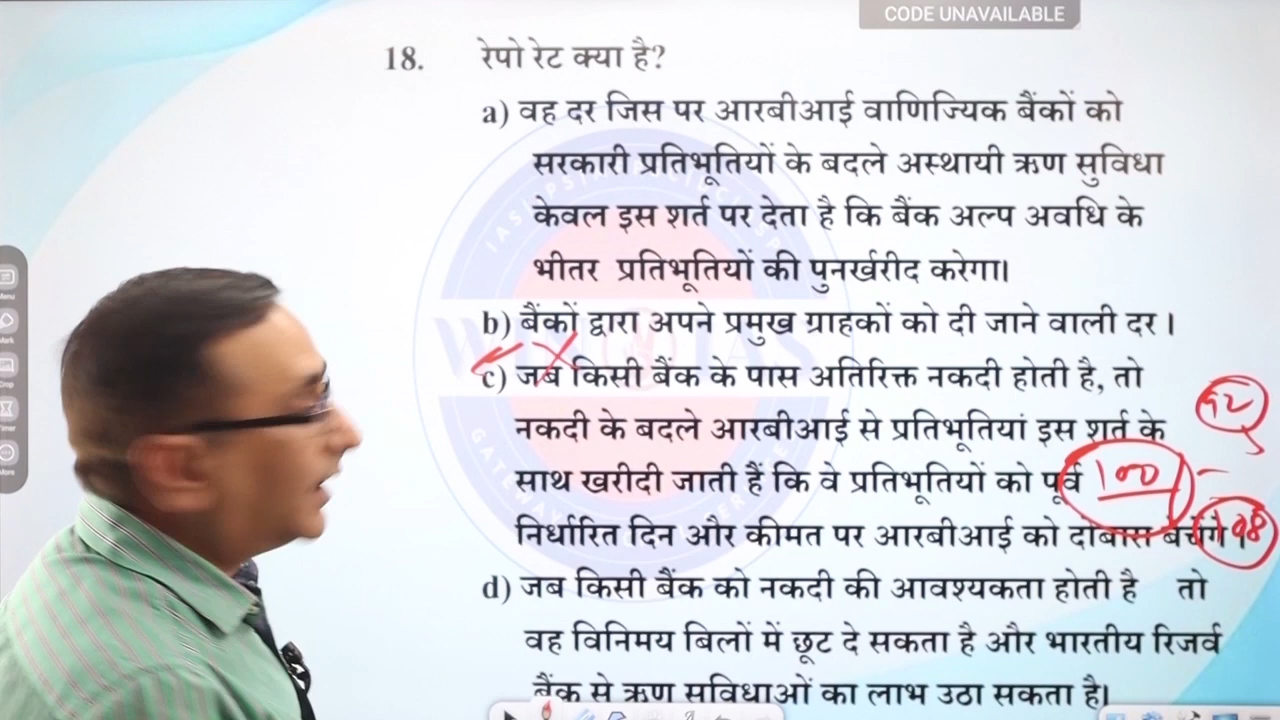 CODE UNAVAILABLE
18. रेपो रेट क्या है?
a) वह दर जिस पर आरबीआई वाणिज्यिक बैंकों को
सरकारी प्रतिभूतियों के बदले अस्थायी ऋण सुविधा
केवल इस शर्त पर देता है कि बैंक अल्प अवधि के
भीतर प्रतिभूतियों की पुनर्खरीद करेगा।
b) बैंकों द्वारा अपने प्रमुख ग्राहकों को दी जाने वाली दर।
c) जब किसी बैंक के पास अतिरिक्त नकदी होती है, तो
नकदी के बदले आरबीआई से प्रतिभूतियां इस शर्त के
92
साथ खरीदी जाती हैं कि वे प्रतिभूतियों को पूर्व 100
निर्धारित दिन और कीमत पर आरबीआई को दोबारा बेचेंगे।
d) जब किसी बैंक को नकदी की आवश्यकता होती है तो
वह विनिमय बिलों में छूट दे सकता है और भारतीय रिजर्व
बैंक से ऋण सुविधाओं का लाभ उठा सकता है।